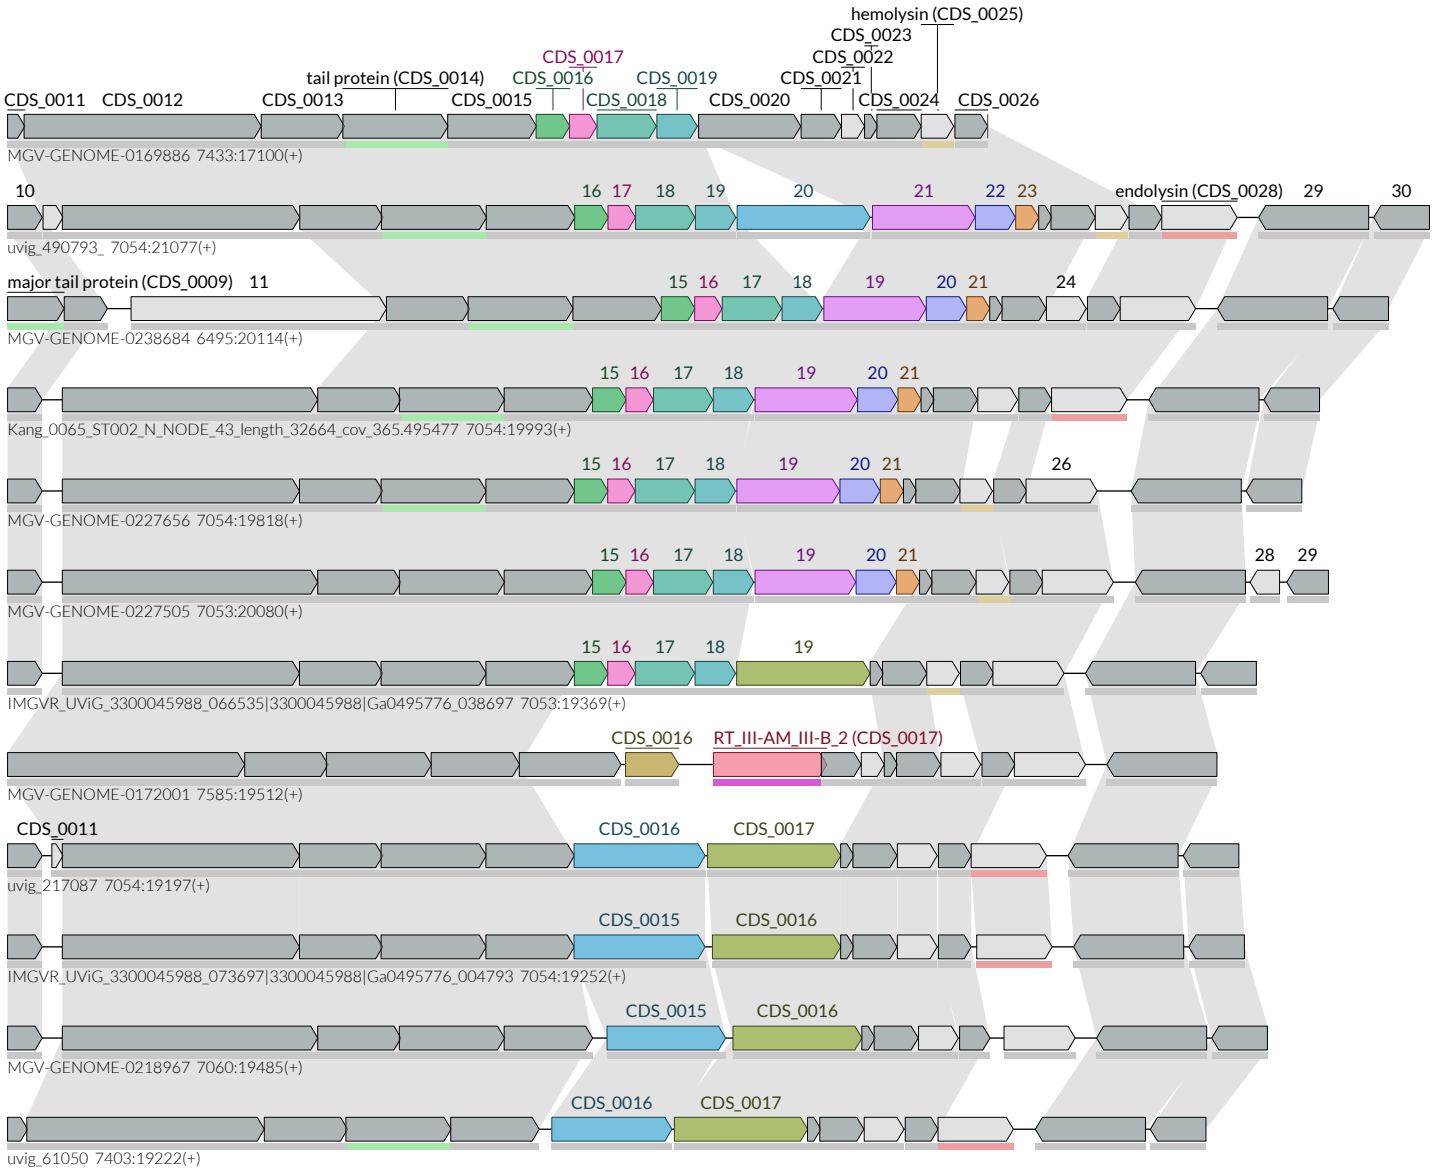 hemolysin (CDS_0025)
CDS_0023
CDS_0017 CDS_0022
tail protein (CDS_0014) CDS_0016 CDS_0019 CDS_0021
CDS_0011 CDS_0012 CDS_0013 CDS_0015 CDS_0018 CDS_0020 CDS_0024 CDS_0026
MGV-GENOME-0169886 7433:17100(+)
10 16 17 18 19 20 21 22 23 endolysin (CDS_0028) 29 30
uvig_490793_ 7054:21077(+)
major tail protein (CDS_0009) 11 15 16 17 18 19 20 21 24
MGV-GENOME-0238684 6495:20114(+)
15 16 17 18 19 20 21
Kang_0065_ST002_N_NODE_43_length_32664_cov_365.495477 7054:19993(+)
15 16 17 18 19 20 21 26
MGV-GENOME-0227656 7054:19818(+)
15 16 17 18 19 20 21 28 29
MGV-GENOME-0227505 7053:20080(+)
15 16 17 18 19
IMGVR_UViG_3300045988_066535|3300045988|Ga0495776_038697 7053:19369(+)
CDS_0016 RT_III-AM_III-B_2 (CDS_0017)
MGV-GENOME-0172001 7585:19512(+)
CDS_0011 CDS_0016 CDS_0017
uvig_217087 7054:19197(+)
CDS_0015 CDS_0016
IMGVR_UViG_3300045988_073697|3300045988|Ga0495776_004793 7054:19252(+)
CDS_0015 CDS_0016
MGV-GENOME-0218967 7060:19485(+)
CDS_0016 CDS_0017
uvig_61050 7403:19222(+)